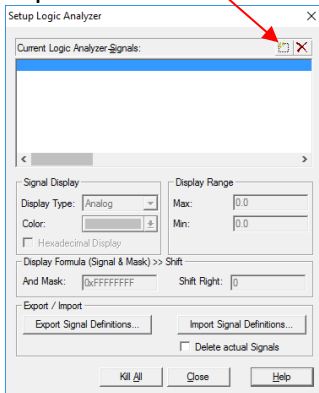 Setup Logic Analyzer
Current Logic Analyzer Signals:
Signal Display
Display Range
Display Type: Analog
Max: 0.0
Color:
Min: 0.0
Hexadecimal Display
Display Formula (Signal & Mask) >> Shift
And Mask: 0xFFFFFFFF
Shift Right: 0
Export / Import
Export Signal Definitions...
Import Signal Definitions...
Delete actual Signals
Kill All
Close
Help